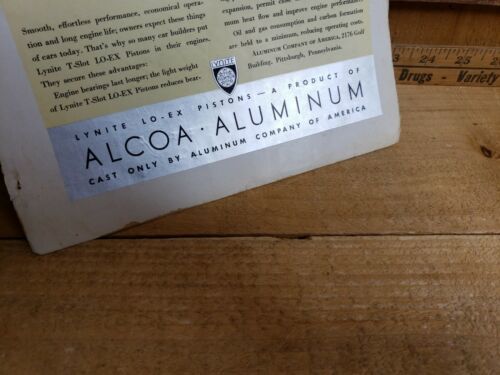 Smooth, effortless performance, economical opera-
tion and long engine life; owners expect these things
of cars today. That's why so many car builders put
Lynite T-Slot LO-EX Pistons in their engines.
They secure these advantages:
Engine bearings last longer; the light weight
of Lynite T-Slot LO-EX Pistons reduces bear-
expansion, permit close
mum heat flow and improve engine performance.
Oil and gas consumption and carbon formation
are held to a minimum, reducing operating costs.
ALUMINUM COMPANY OF AMERICA, 2176 Gulf
Building, Pittsburgh, Pennsylvania.
LYNITE
LYNITE LO-EX PISTONS—A PRODUCT OF
ALCOA · ALUMINUM
CAST ONLY BY ALUMINUM COMPANY OF AMERICA
23 24 25 26
Drugs - Variety